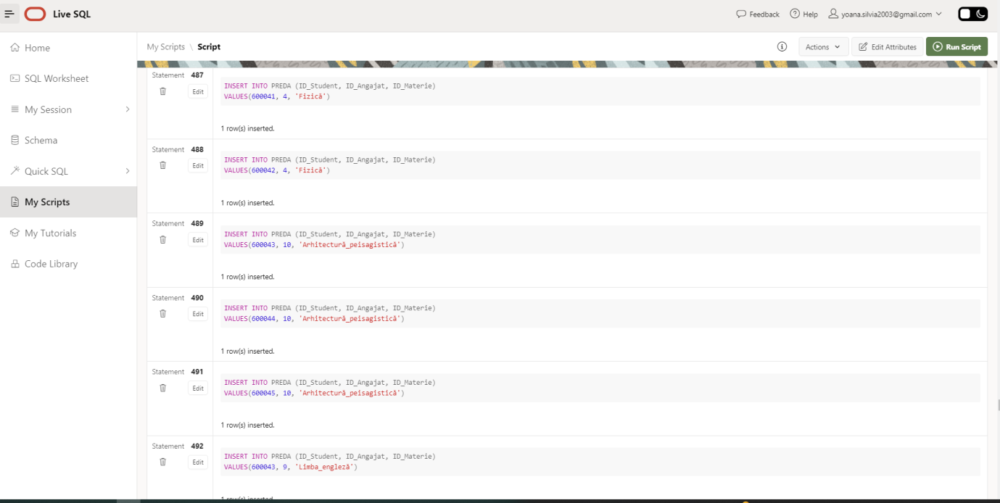 Live SQL
Feedback Help yoana.silvia2003@gmail.com
Home
SQL Worksheet
My Session
Schema
Quick SQL
My Scripts
My Tutorials
Code Library
My Scripts \ Script
Actions Edit Attributes Run Script
Statement 487
Edit
INSERT INTO PREDA (ID_Student, ID_Angajat, ID_Materie)
VALUES(600041, 4, 'Fizică')
1 row(s) inserted.
Statement 488
Edit
INSERT INTO PREDA (ID_Student, ID_Angajat, ID_Materie)
VALUES(600042, 4, 'Fizică')
1 row(s) inserted.
Statement 489
Edit
INSERT INTO PREDA (ID_Student, ID_Angajat, ID_Materie)
VALUES(600043, 10, 'Arhitectură_peisagistică')
1 row(s) inserted.
Statement 490
Edit
INSERT INTO PREDA (ID_Student, ID_Angajat, ID_Materie)
VALUES(600044, 10, 'Arhitectură_peisagistică')
1 row(s) inserted.
Statement 491
Edit
INSERT INTO PREDA (ID_Student, ID_Angajat, ID_Materie)
VALUES(600045, 10, 'Arhitectură_peisagistică')
1 row(s) inserted.
Statement 492
Edit
INSERT INTO PREDA (ID_Student, ID_Angajat, ID_Materie)
VALUES(600043, 9, 'Limba_engleză')
1 row(s) inserted